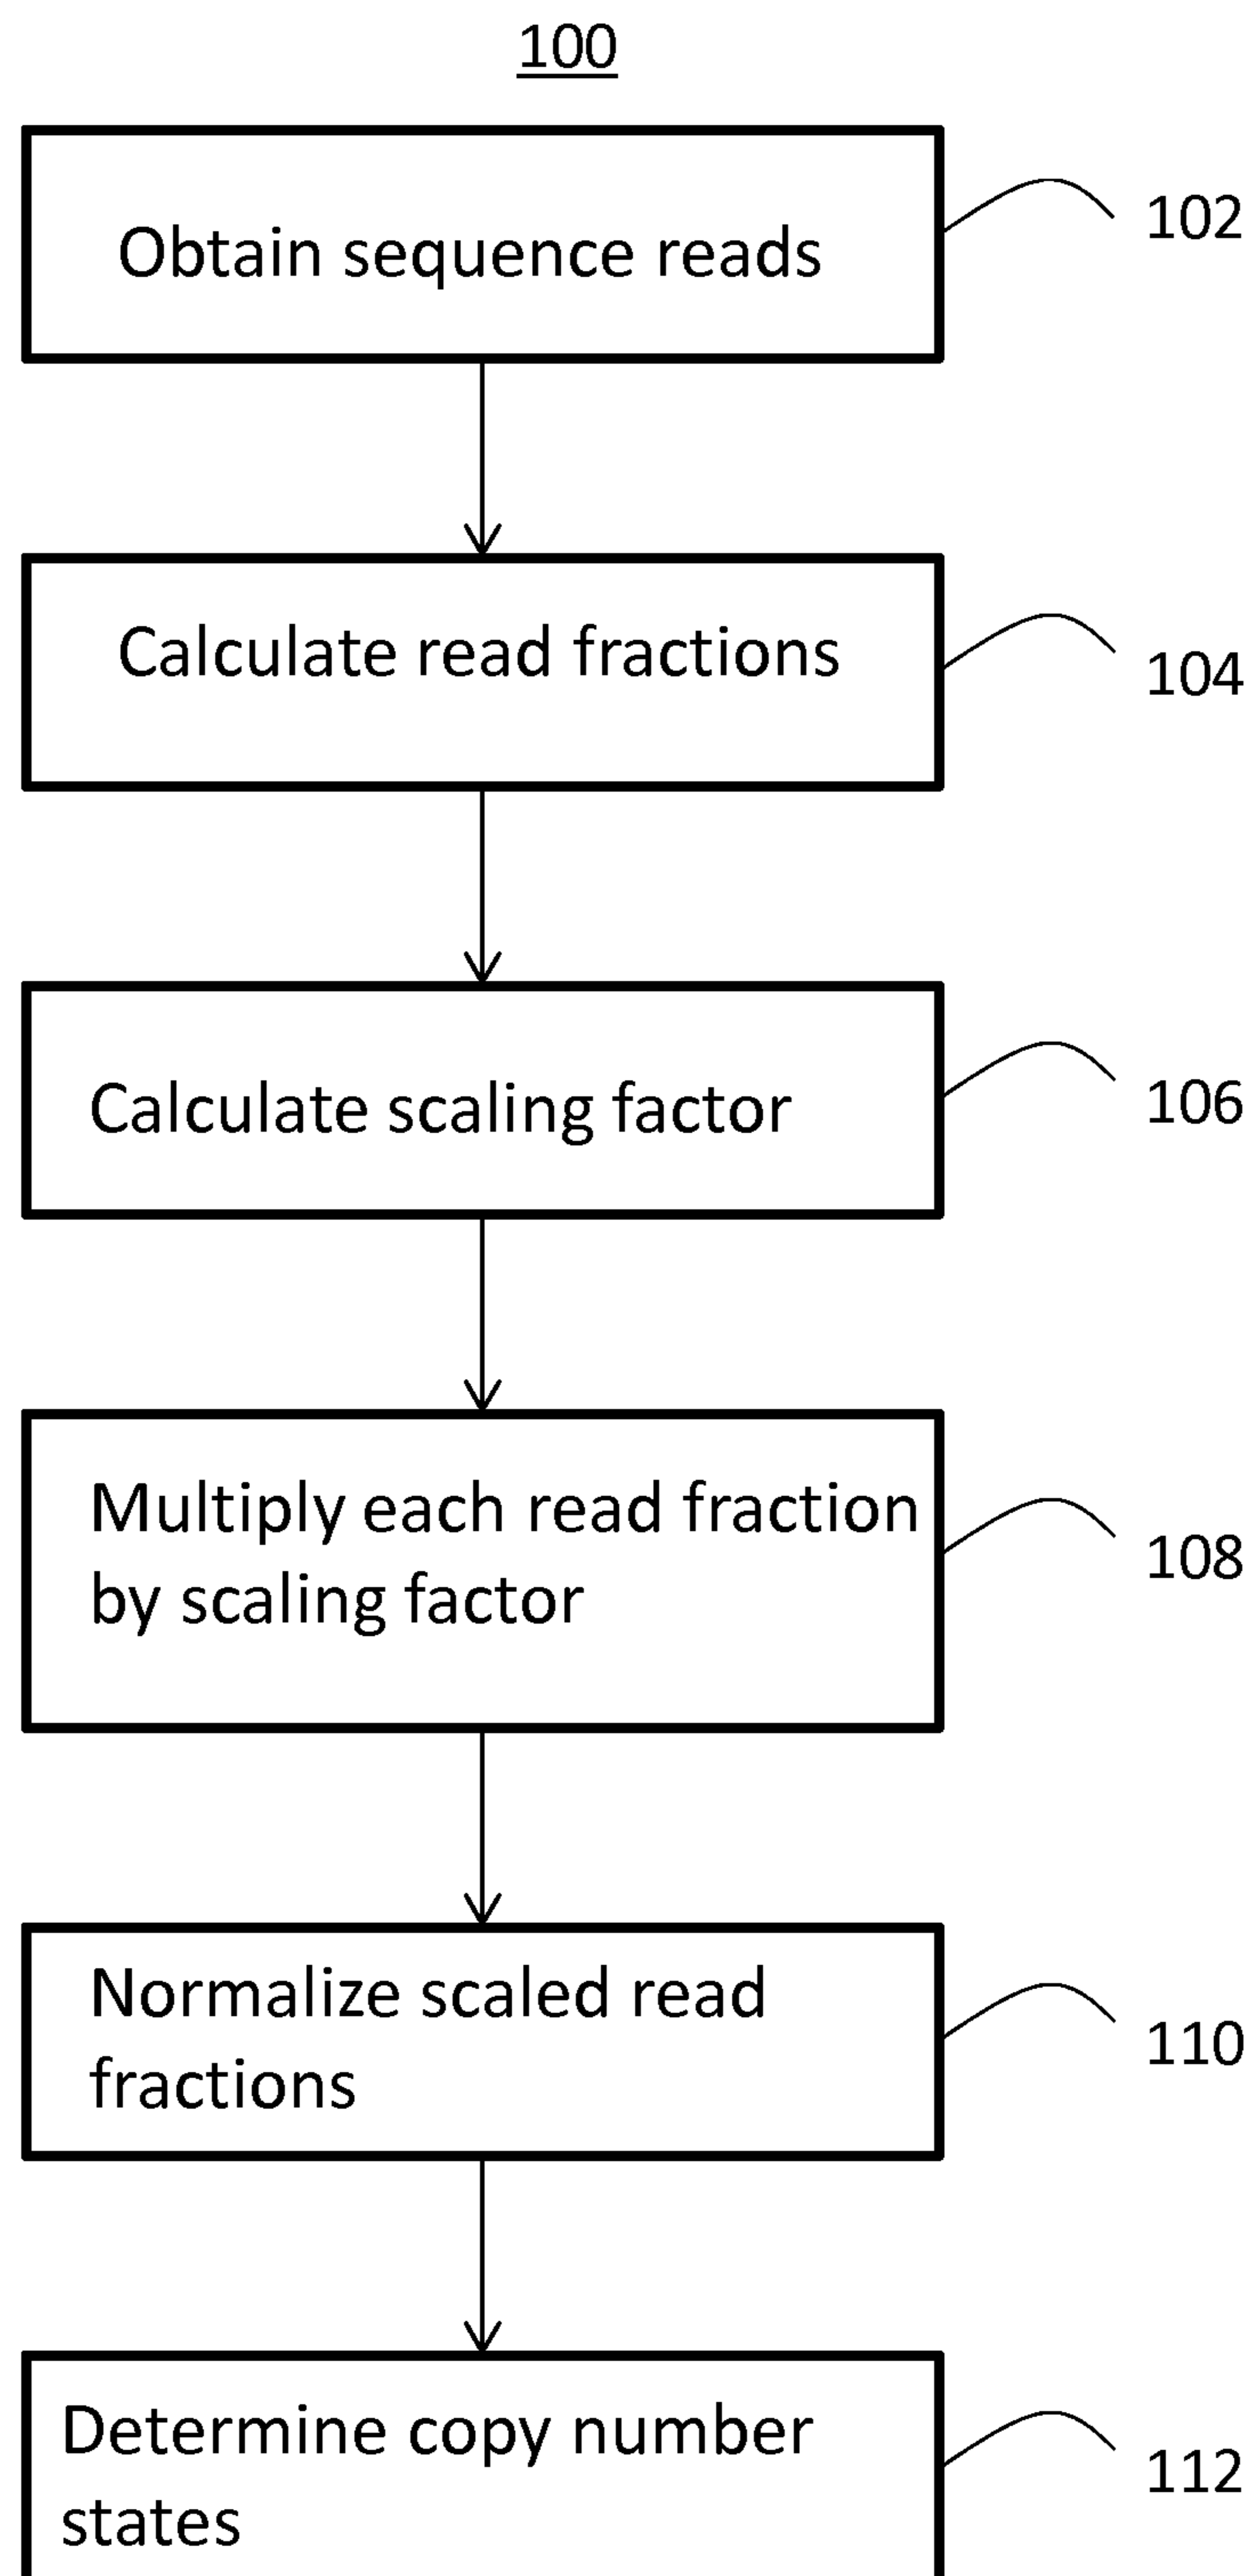 100
Obtain sequence reads
102
Calculate read fractions
104
Calculate scaling factor
106
Multiply each read fraction
by scaling factor
108
Normalize scaled read
fractions
110
Determine copy number
states
112